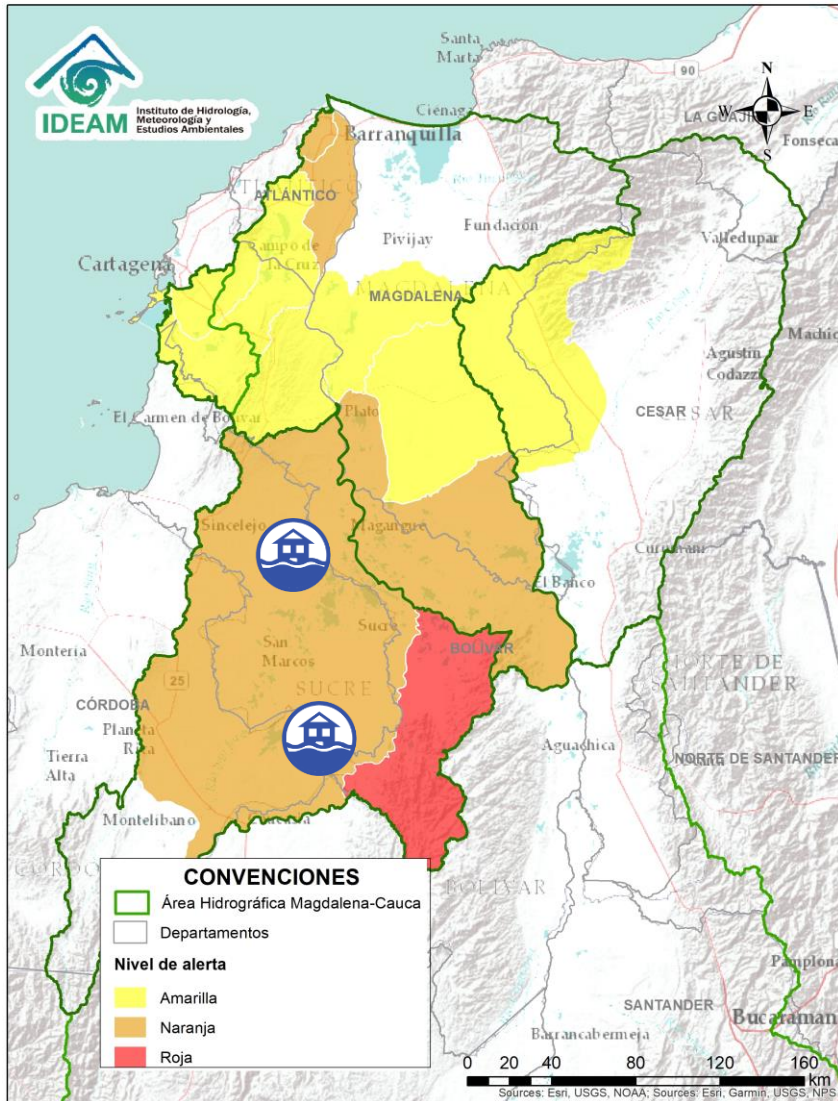 IDEAM
Instituto de Hidrología,
Meteorología y
Estudios Ambientales
Santa
Marta
90
N
W
E
S
LA GUAJI
Fonseca
Ciénaga
Barranquilla
ATLÁNTICO
Fundación
Pivijay
Valledupar
Campo de
la Cruz
Cartagena
MAGDALENA
Agustín
Codazzi
CESAR
El Carmen de Bolívar
Plato
Sincelejo
Magangué
Curumaní
El Banco
Sucre
Montería
San
Marcos
BOLÍVAR
NORTE DE
SANTANDER
25
SUCRE
CÓRDOBA
Planeta
Rica
Tierra
Alta
Aguachica
NORTE DE SANTANDER
Montelíbano
BOLÍVAR
CONVENCIONES
Área Hidrográfica Magdalena-Cauca
Departamentos
Nivel de alerta
Amarilla
Naranja
Roja
Pamplona
SANTANDER
Bucaraman
Barrancabermeja
0 20 40 80 120 160
km
Sources: Esri, USGS, NOAA; Sources: Esri, Garmin, USGS, NPS